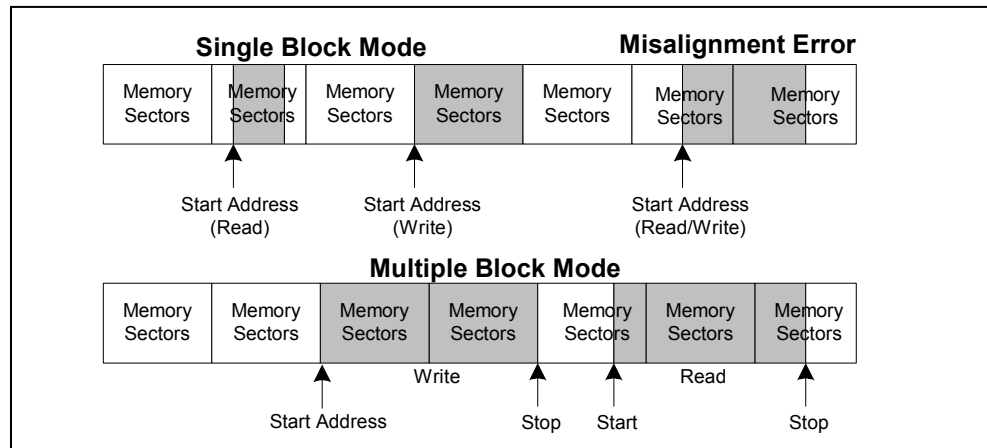 Single Block Mode
Misalignment Error
Memory Sectors
Memory Sectors
Memory Sectors
Memory Sectors
Memory Sectors
Memory Sectors
Memory Sectors
Start Address
(Read)
Start Address
(Write)
Start Address
(Read/Write)
Multiple Block Mode
Memory Sectors
Memory Sectors
Memory Sectors
Memory Sectors
Memory Sectors
Memory Sectors
Memory Sectors
Write
Read
Start Address
Stop
Start
Stop